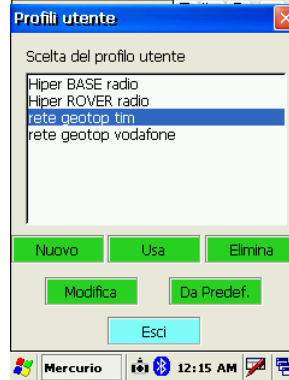 Profili utente
Scelta del profilo utente
Hiper BASE radio
Hiper ROVER radio
rete geotop tim
rete geotop vodafone
Nuovo Usa Elimina
Modifica Da Predef.
Esci
Mercurio 12:15 AM